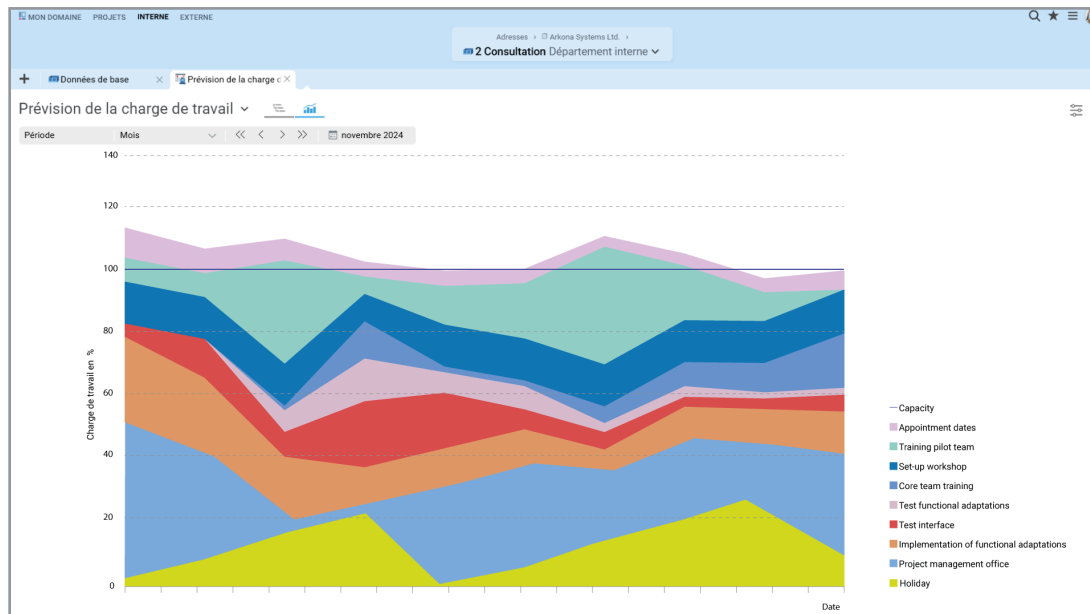 MON DOMAINE PROJETS INTERNE EXTERNE
Adresses › Arkona Systems Ltd. ›
2 Consultation Département interne
Données de base
Prévision de la charge d
Prévision de la charge de travail
Période Mois novembre 2024
140
120
100
80
60
40
20
0
Charge de travail en %
Date
Capacity
Appointment dates
Training pilot team
Set-up workshop
Core team training
Test functional adaptations
Test interface
Implementation of functional adaptations
Project management office
Holiday